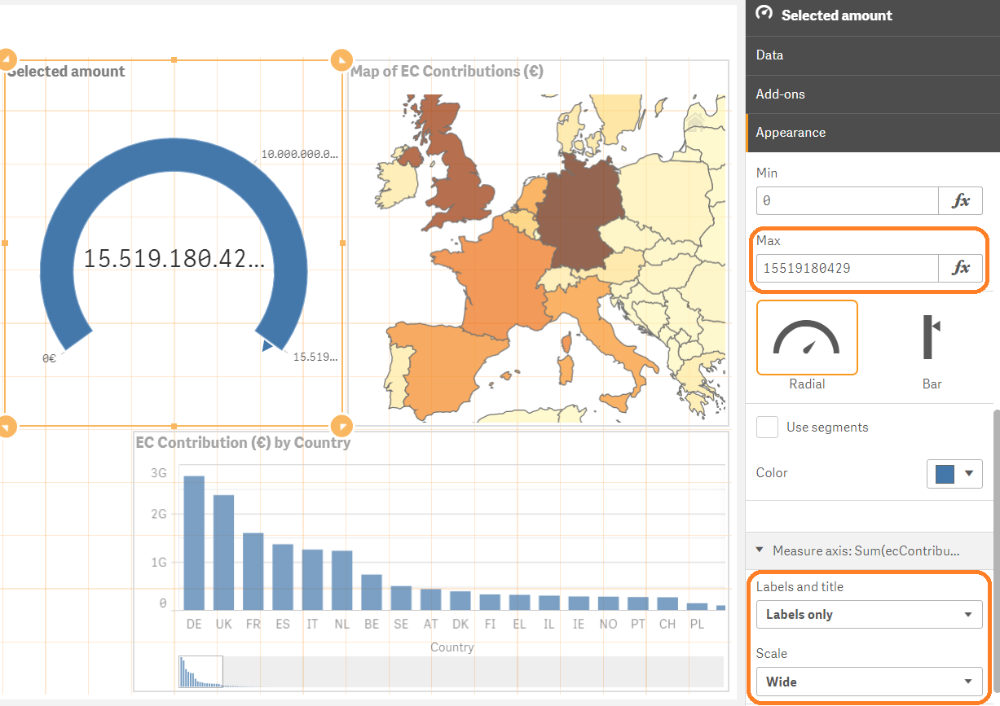 Selected amount
10.000.000.0...
15.519.180.42...
0€
15.519...
Map of EC Contributions (€)
EC Contribution (€) by Country
3G
2G
1G
0
DE UK FR ES IT NL BE SE AT DK FI EL IL IE NO PT CH PL
Country
Selected amount
Data
Add-ons
Appearance
Min
0
fx
Max
15519180429
fx
Radial
Bar
Use segments
Color
Measure axis: Sum(ecContribu...
Labels and title
Labels only
Scale
Wide